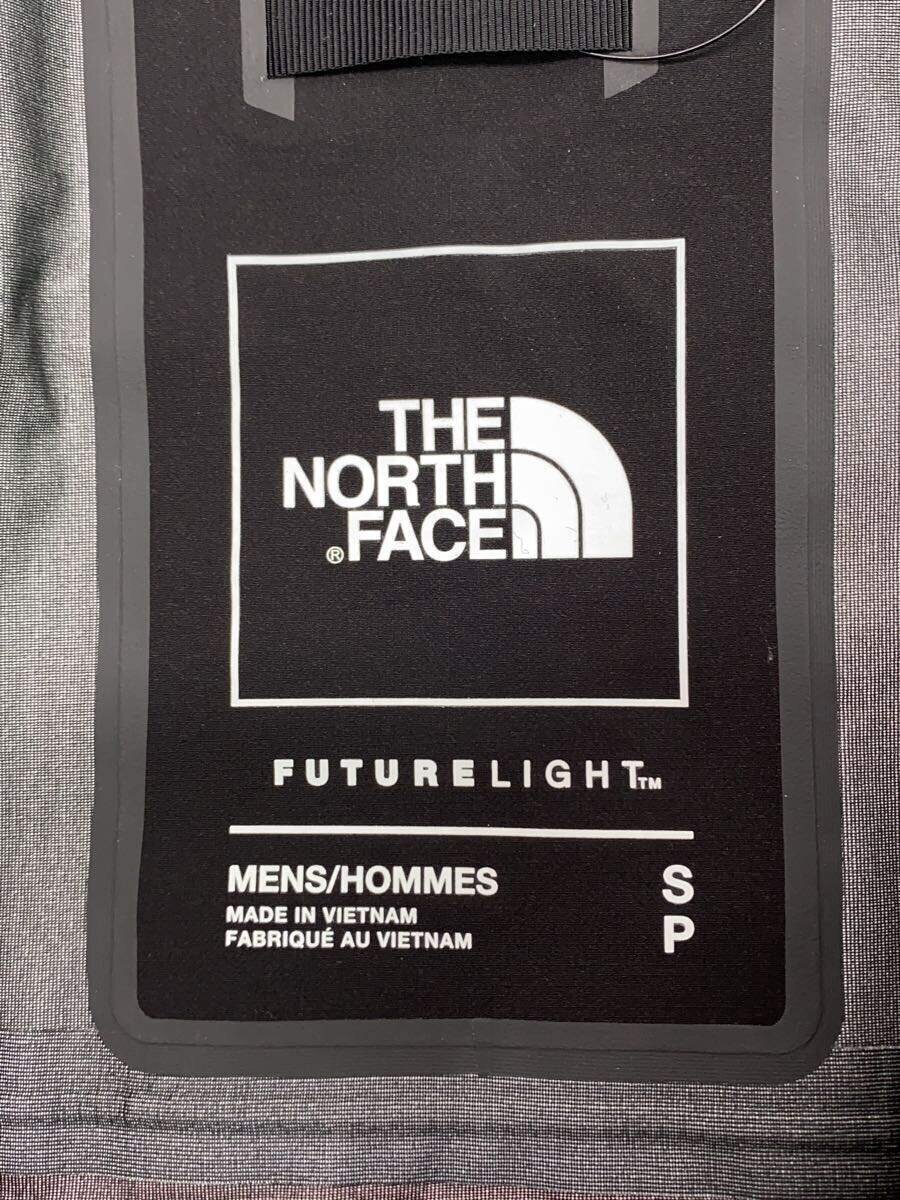 THE
NORTH
®FACE
FUTURELIGHT™
MENS/HOMMES S
MADE IN VIETNAM
FABRIQUÉ AU VIETNAM P